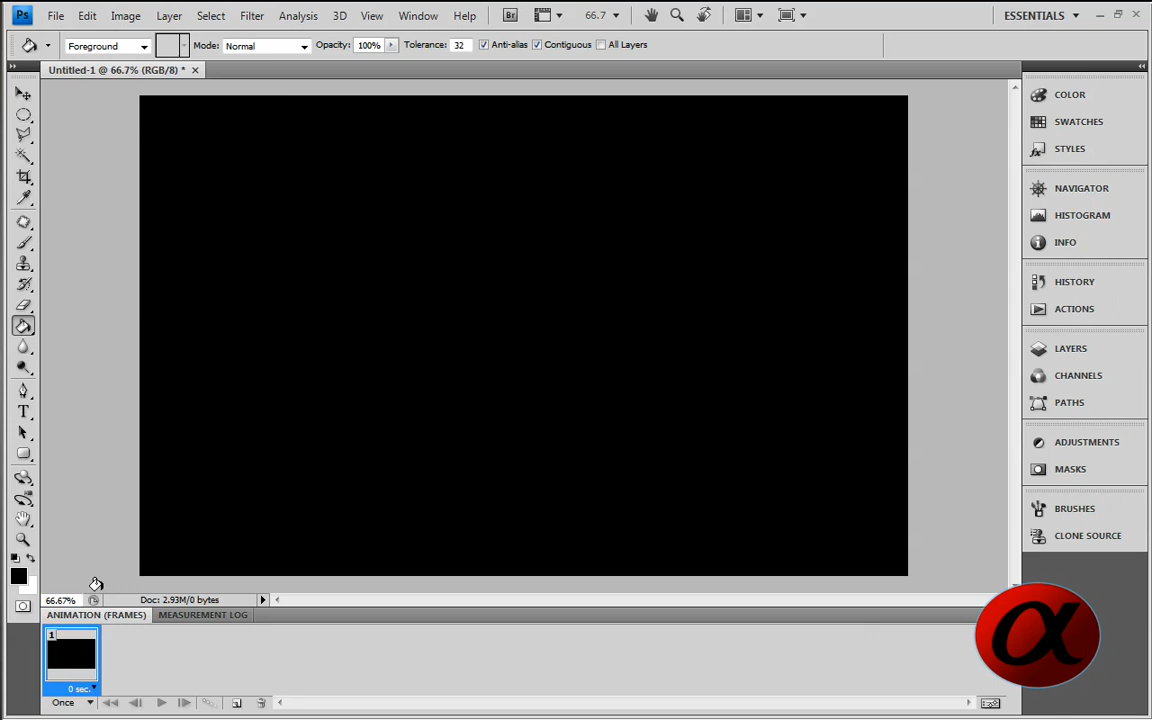 Ps File Edit Image Layer Select Filter Analysis 3D View Window Help Br 66.7 ESSENTIALS
Foreground Mode: Normal Opacity: 100% Tolerance: 32 Anti-alias Contiguous All Layers
Untitled-1 @ 66.7% (RGB/8) *
COLOR
SWATCHES
STYLES
NAVIGATOR
HISTOGRAM
INFO
HISTORY
ACTIONS
LAYERS
CHANNELS
PATHS
ADJUSTMENTS
MASKS
BRUSHES
CLONE SOURCE
T
66.67% Doc: 2.93M/0 bytes
ANIMATION (FRAMES) MEASUREMENT LOG
1
0 sec.
Once
α